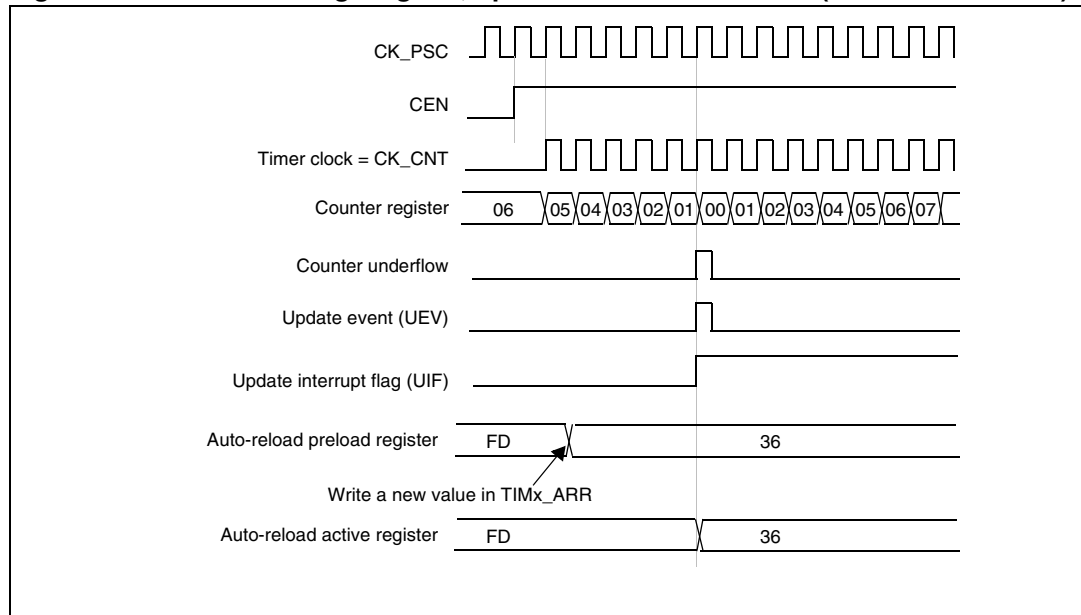 CK_PSC
CEN
Timer clock = CK_CNT
Counter register 06 05 04 03 02 01 00 01 02 03 04 05 06 07
Counter underflow
Update event (UEV)
Update interrupt flag (UIF)
Auto-reload preload register FD 36
Write a new value in TIMx_ARR
Auto-reload active register FD 36